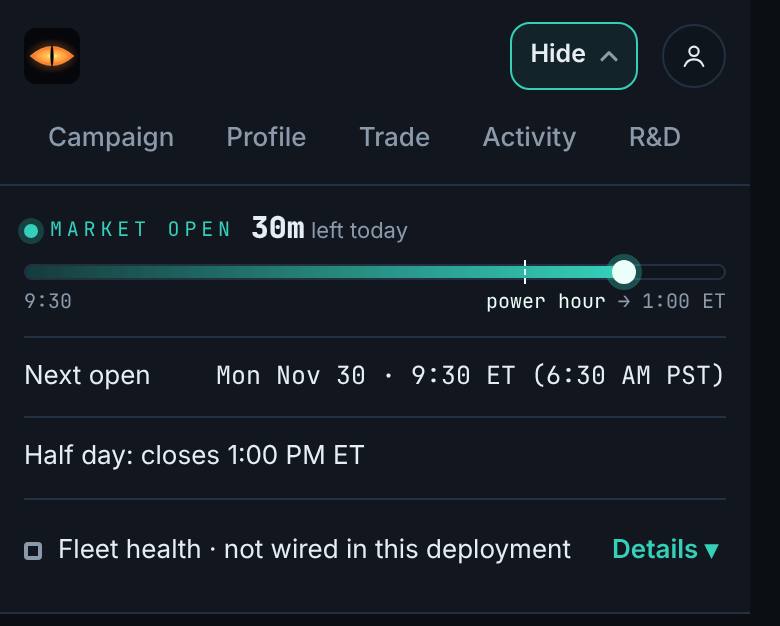 Hide
Campaign Profile Trade Activity R&D
MARKET OPEN 30m left today
9:30 power hour → 1:00 ET
Next open Mon Nov 30 · 9:30 ET (6:30 AM PST)
Half day: closes 1:00 PM ET
Fleet health · not wired in this deployment Details ▼